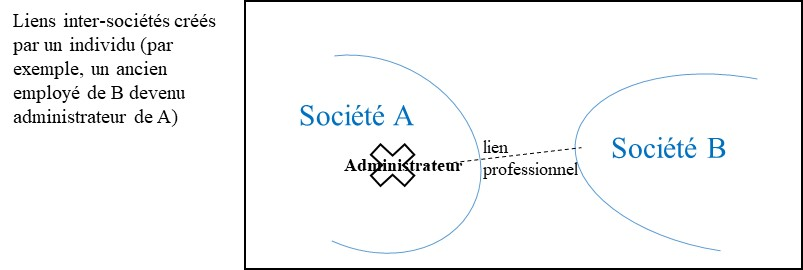 Liens inter-sociétés créés
par un individu (par
exemple, un ancien
employé de B devenu
administrateur de A)
Société A
Administrateur
lien
professionnel
Société B